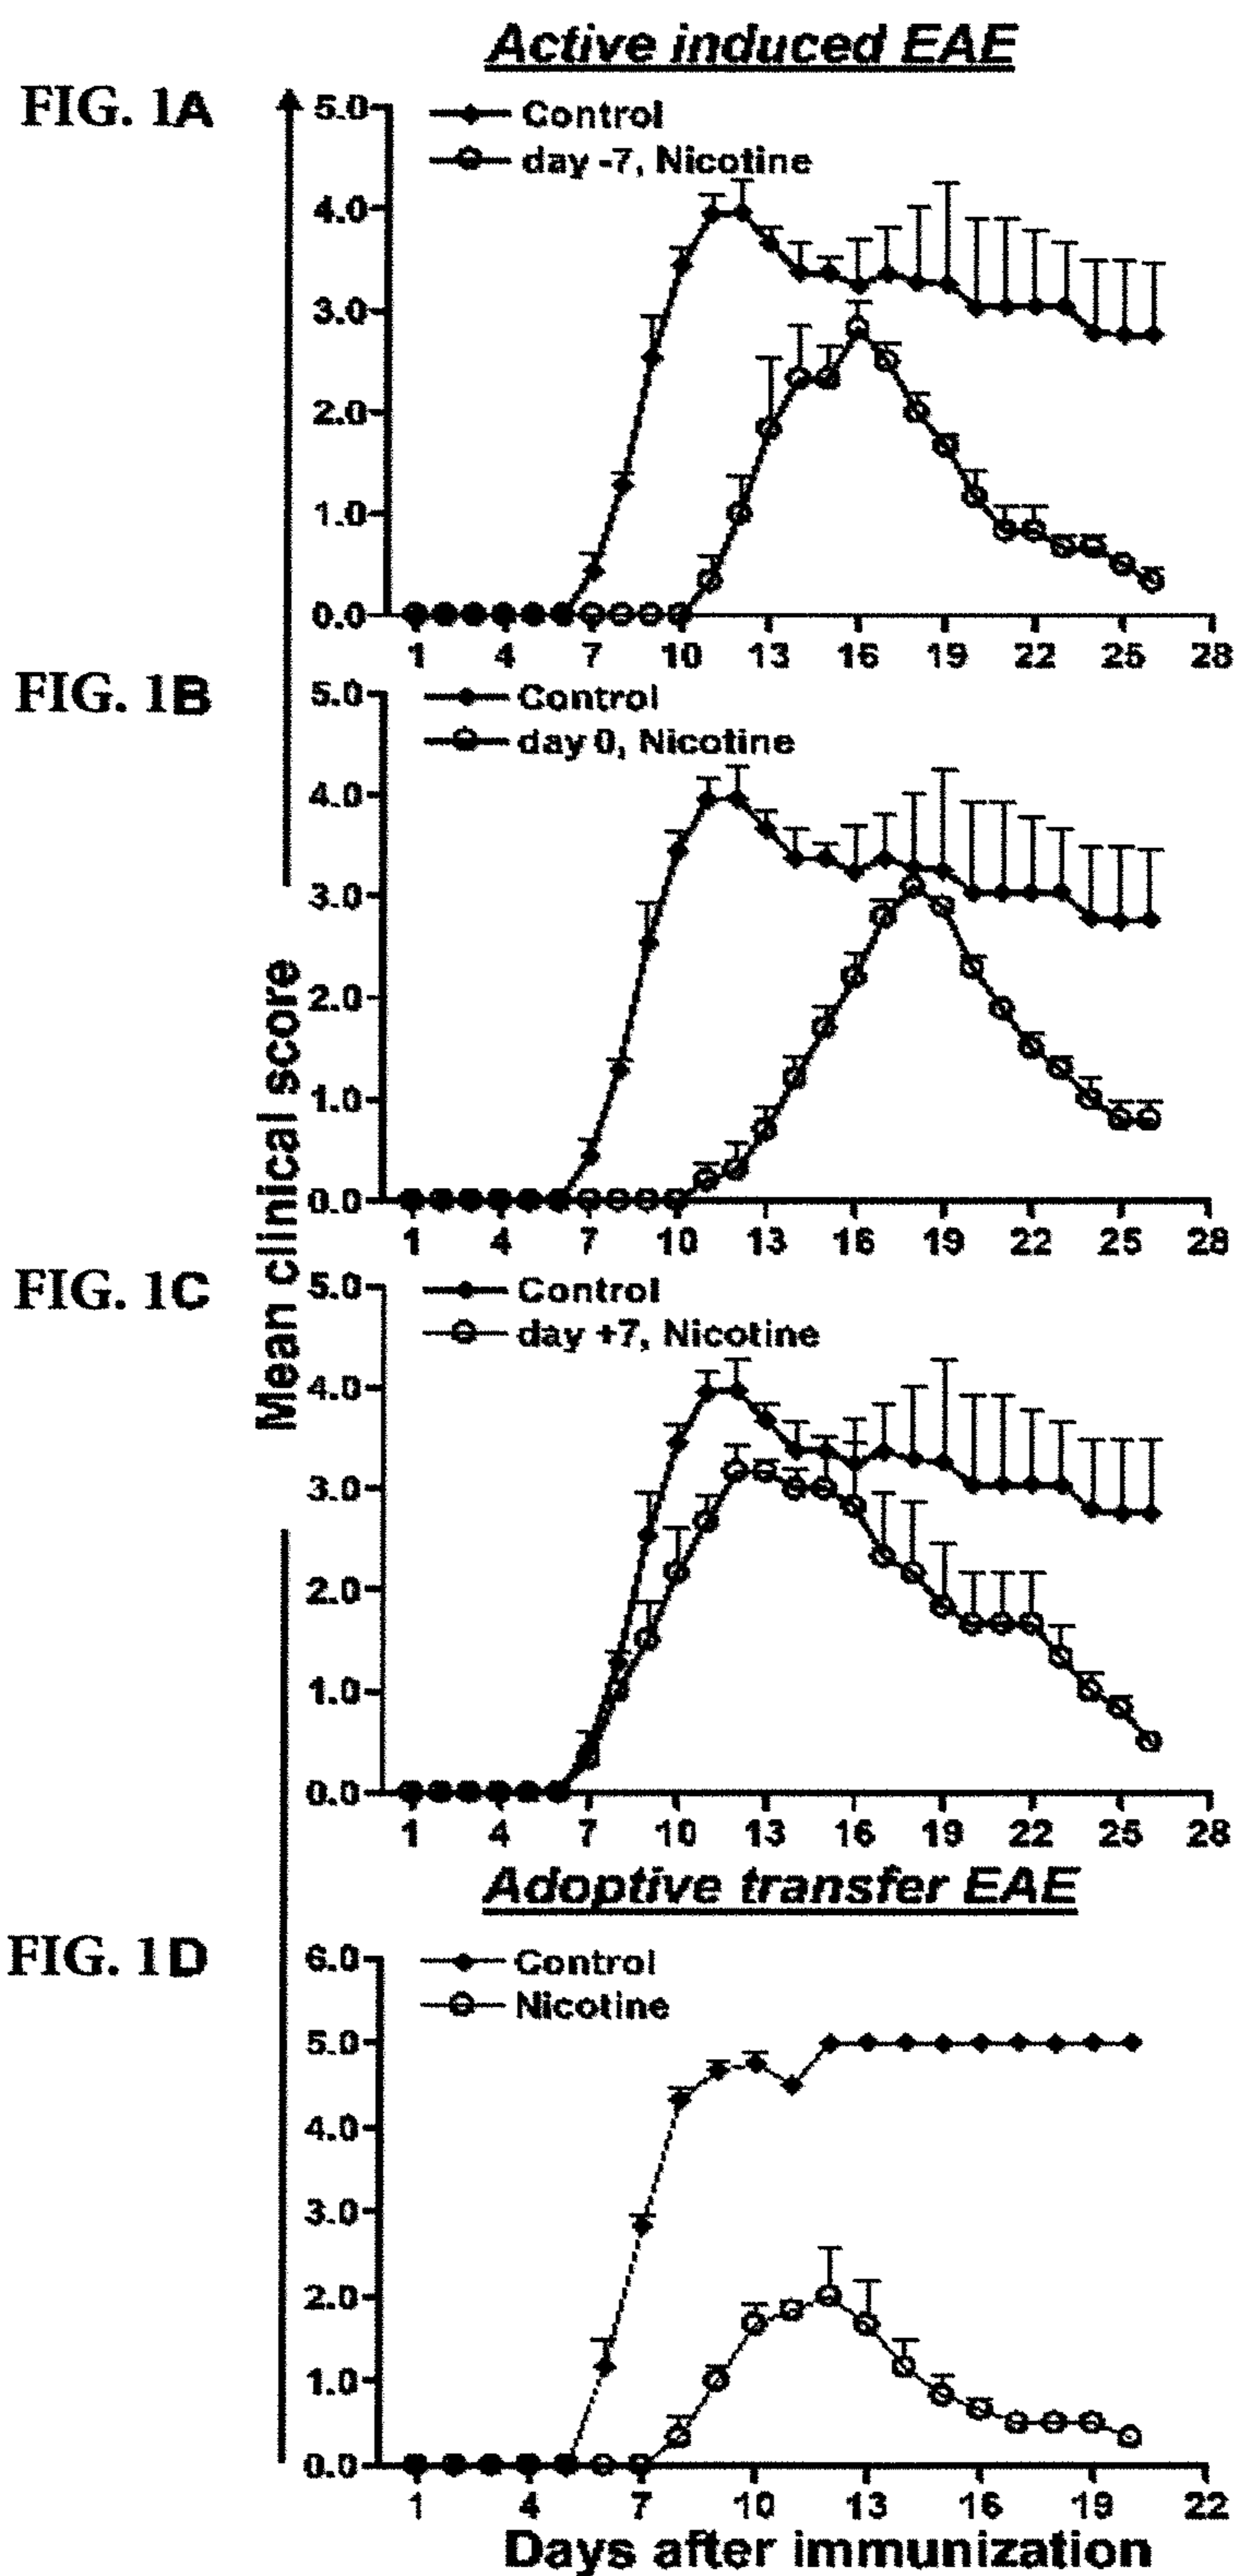 Active induced EAE
FIG. 1A
5.0
Control
day -7, Nicotine
4.0
3.0
2.0
1.0
0.0
1 4 7 10 13 16 19 22 25 28
FIG. 1B
5.0
Control
day 0, Nicotine
4.0
3.0
2.0
1.0
0.0
1 4 7 10 13 16 19 22 25 28
Mean clinical score
FIG. 1C
5.0
Control
day +7, Nicotine
4.0
3.0
2.0
1.0
0.0
1 4 7 10 13 16 19 22 25 28
Adoptive transfer EAE
FIG. 1D
6.0
Control
Nicotine
5.0
4.0
3.0
2.0
1.0
0.0
1 4 7 10 13 16 19 22
Days after immunization